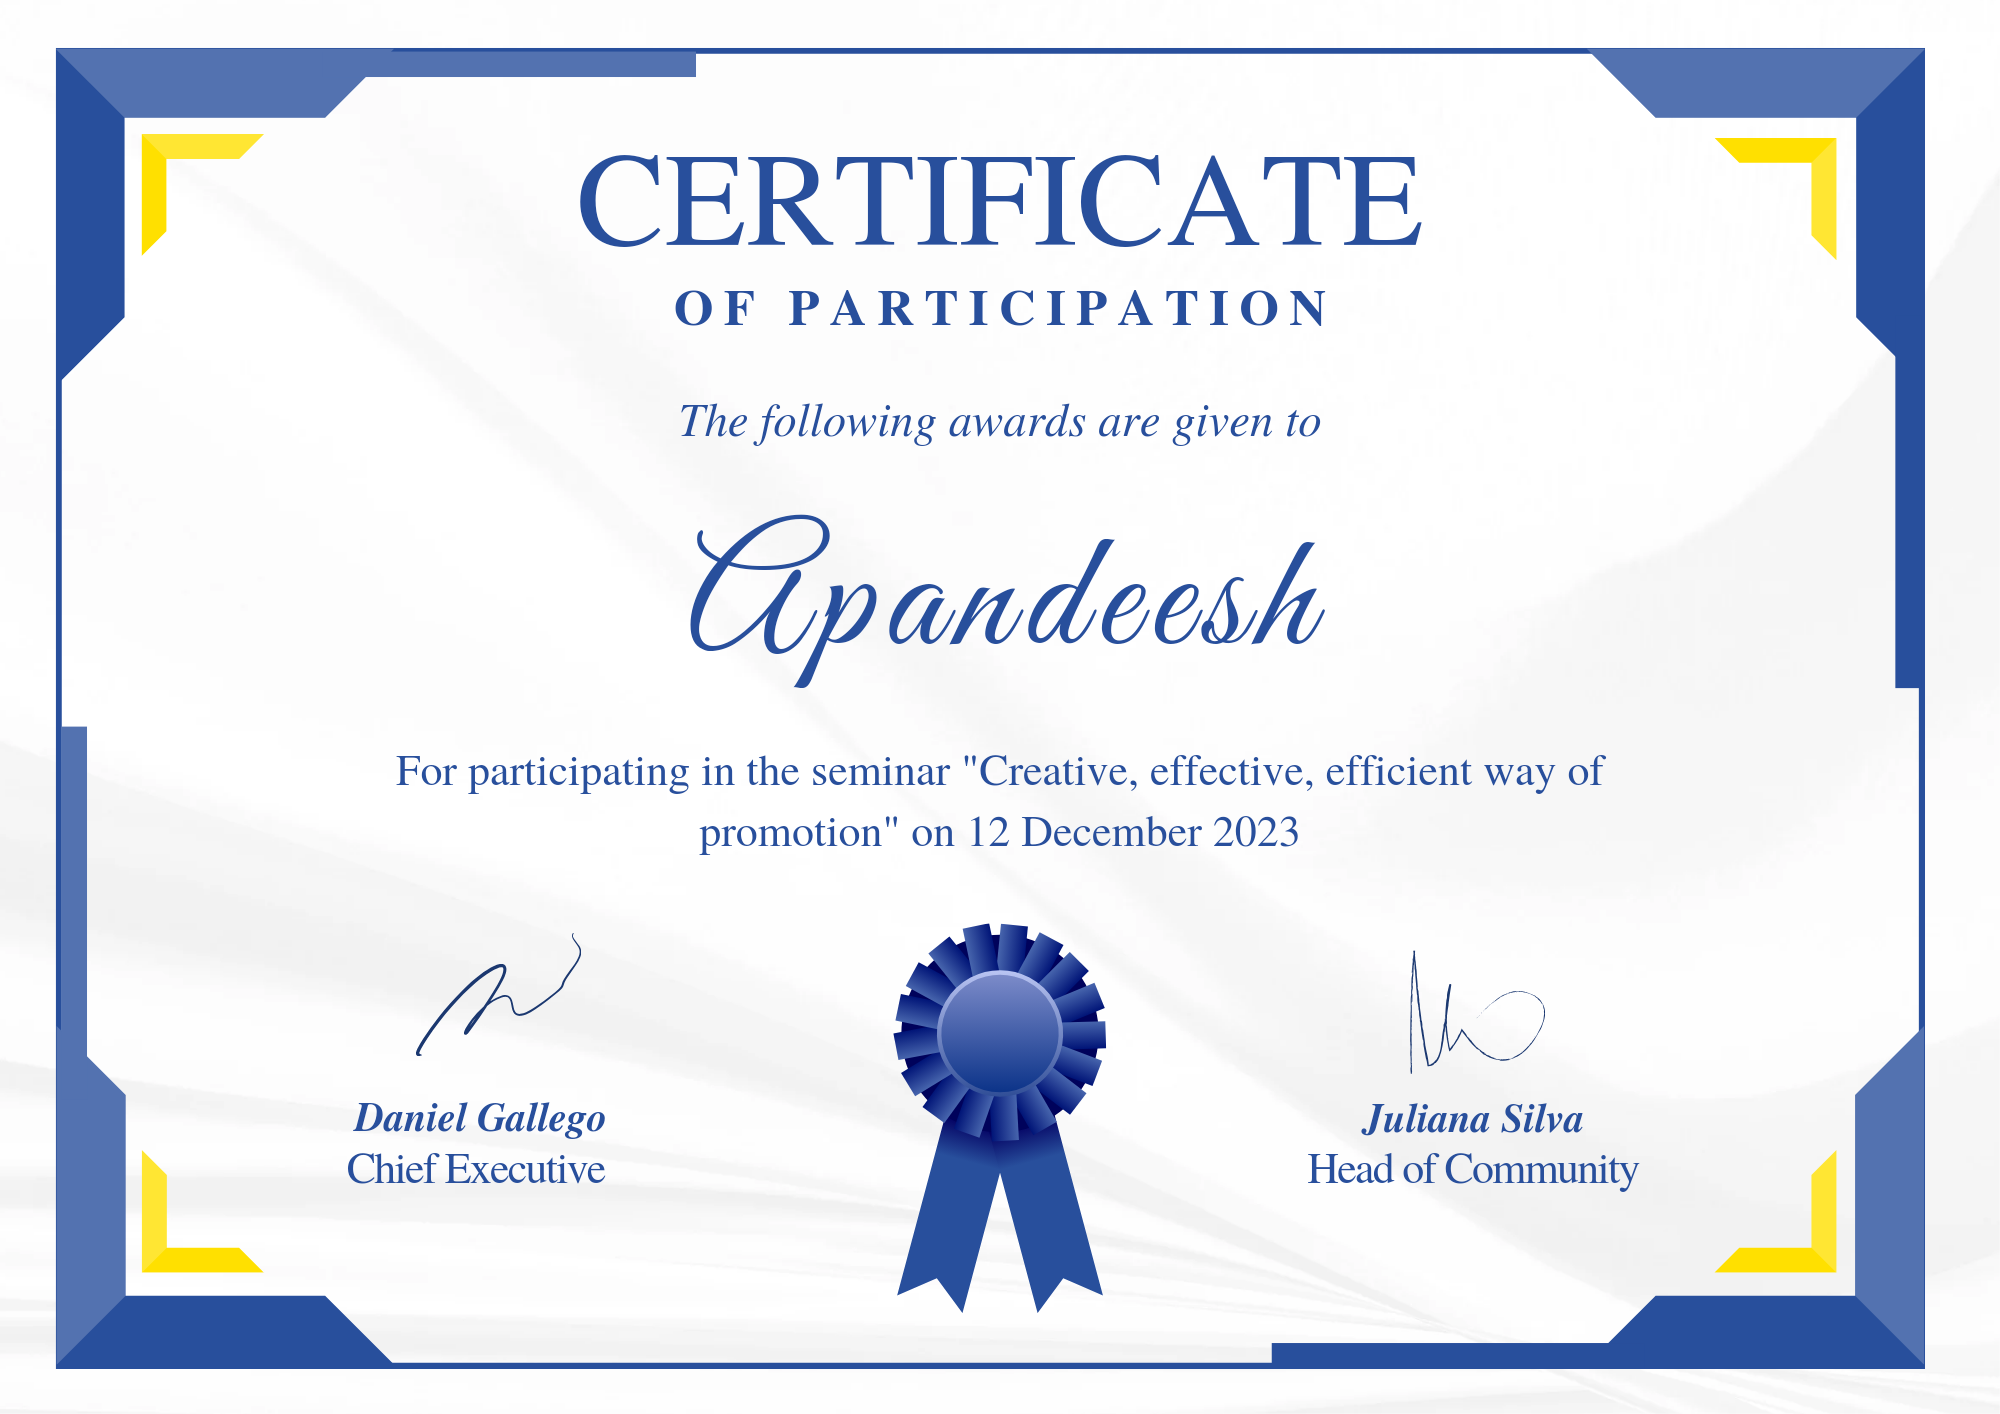 CERTIFICATE
OF PARTICIPATION
The following awards are given to
Apandeesh
For participating in the seminar "Creative, effective, efficient way of
promotion" on 12 December 2023
Daniel Gallego
Chief Executive
Juliana Silva
Head of Community